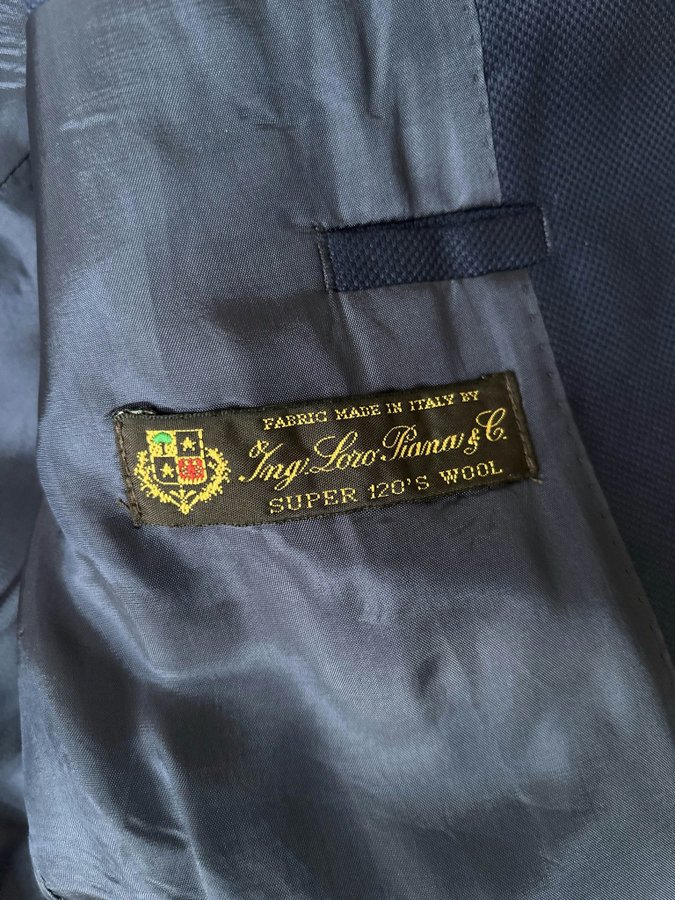 FABRIC MADE IN ITALY BY
Ing. Loro Piana & C.
SUPER 120'S WOOL